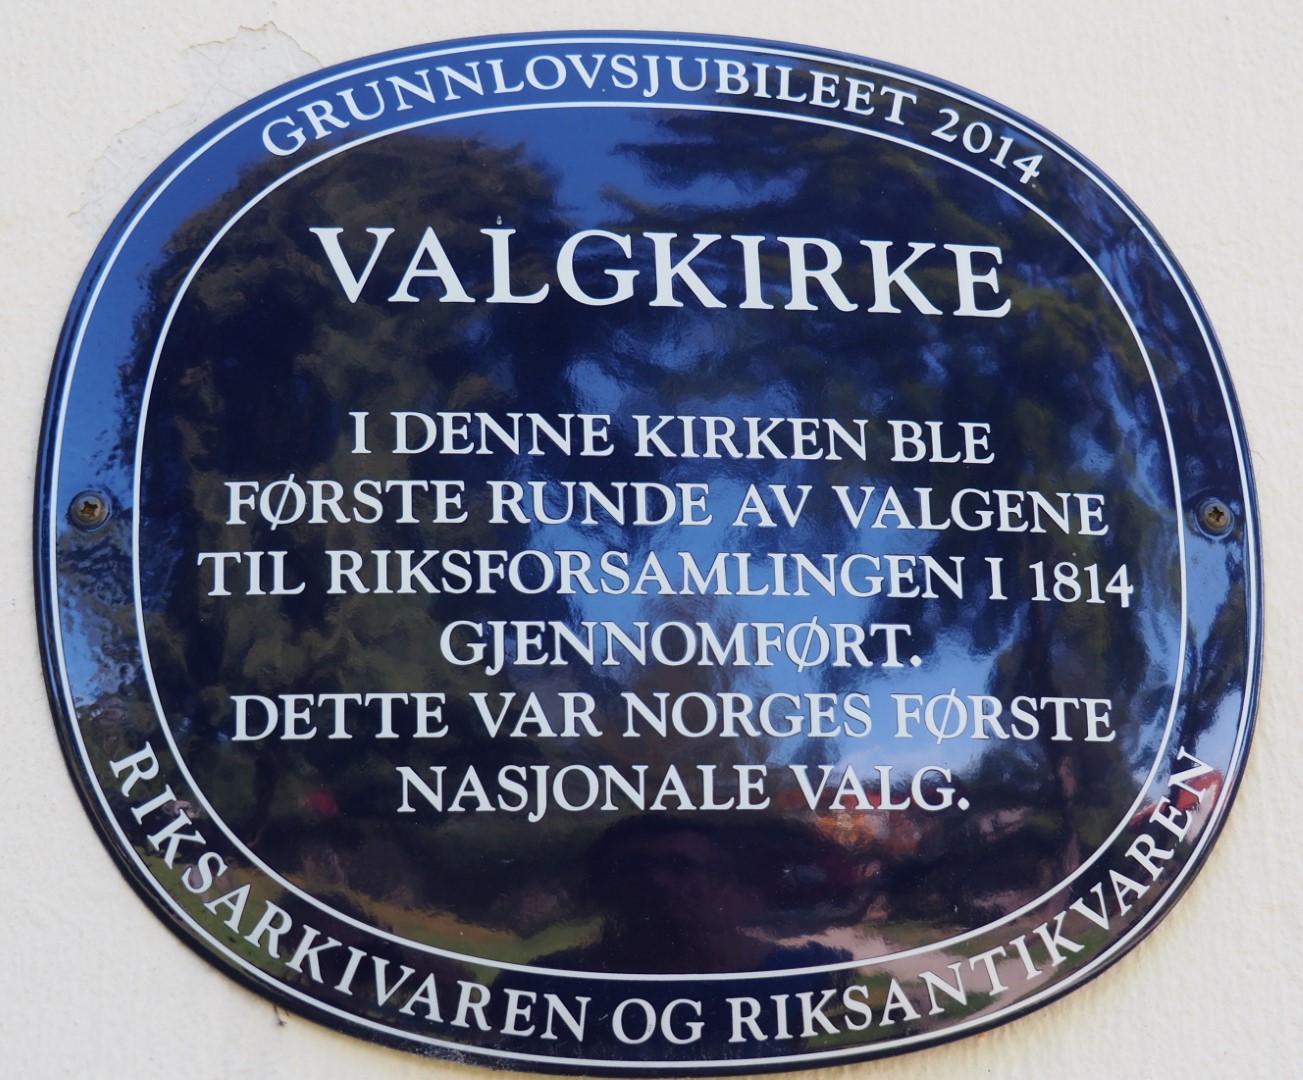 GRUNNLOVSJUBILEET 2014
VALGKIRKE
I DENNE KIRKEN BLE
FØRSTE RUNDE AV VALGENE
TIL RIKSFORSAMLINGEN I 1814
GJENNOMFØRT.
DETTE VAR NORGES FØRSTE
NASJONALE VALG.
RIKSARKIVAREN OG RIKSANTIKVAREN